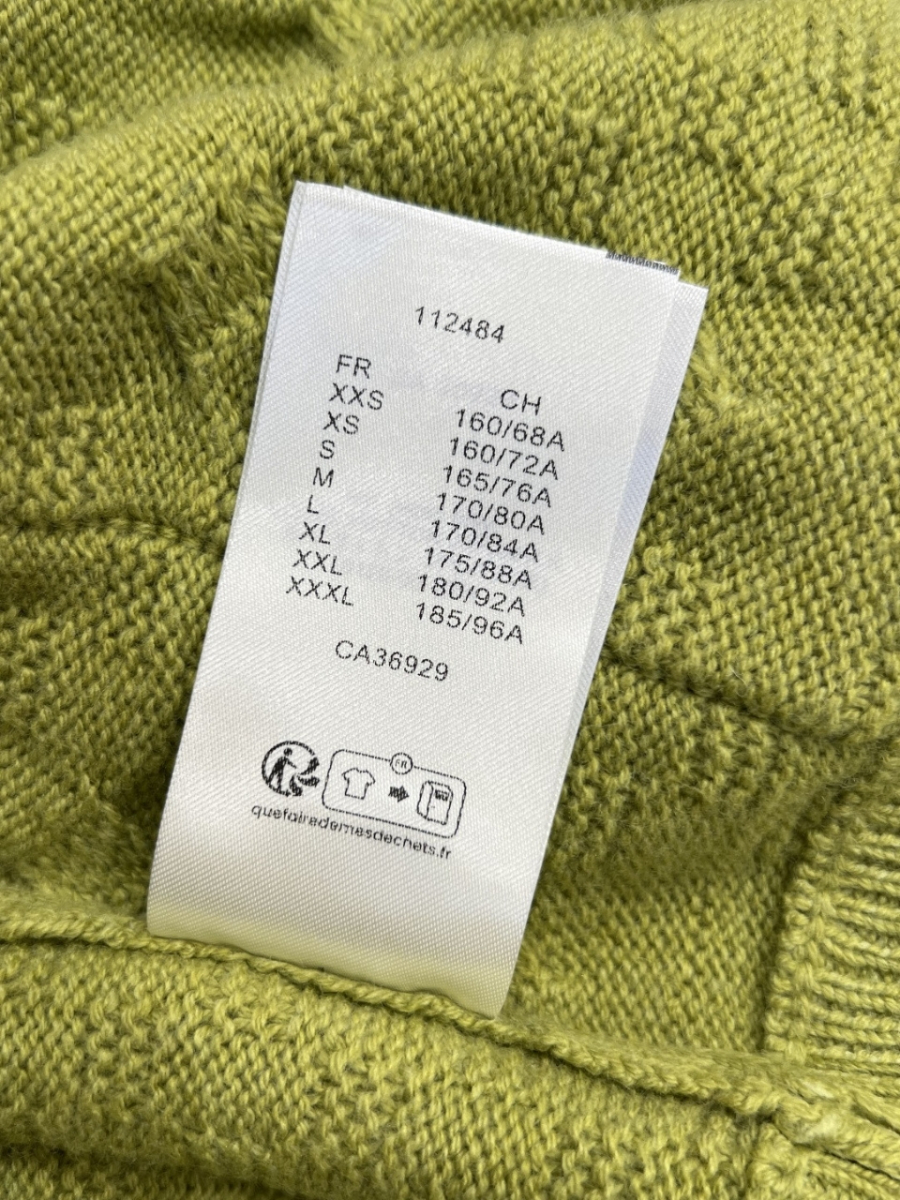 112484
FR CH
XXS 160/68A
XS 160/72A
S 165/76A
M 170/80A
L 170/84A
XL 175/88A
XXL 180/92A
XXXL 185/96A
CA36929
FR
quefairedemesdechets.fr